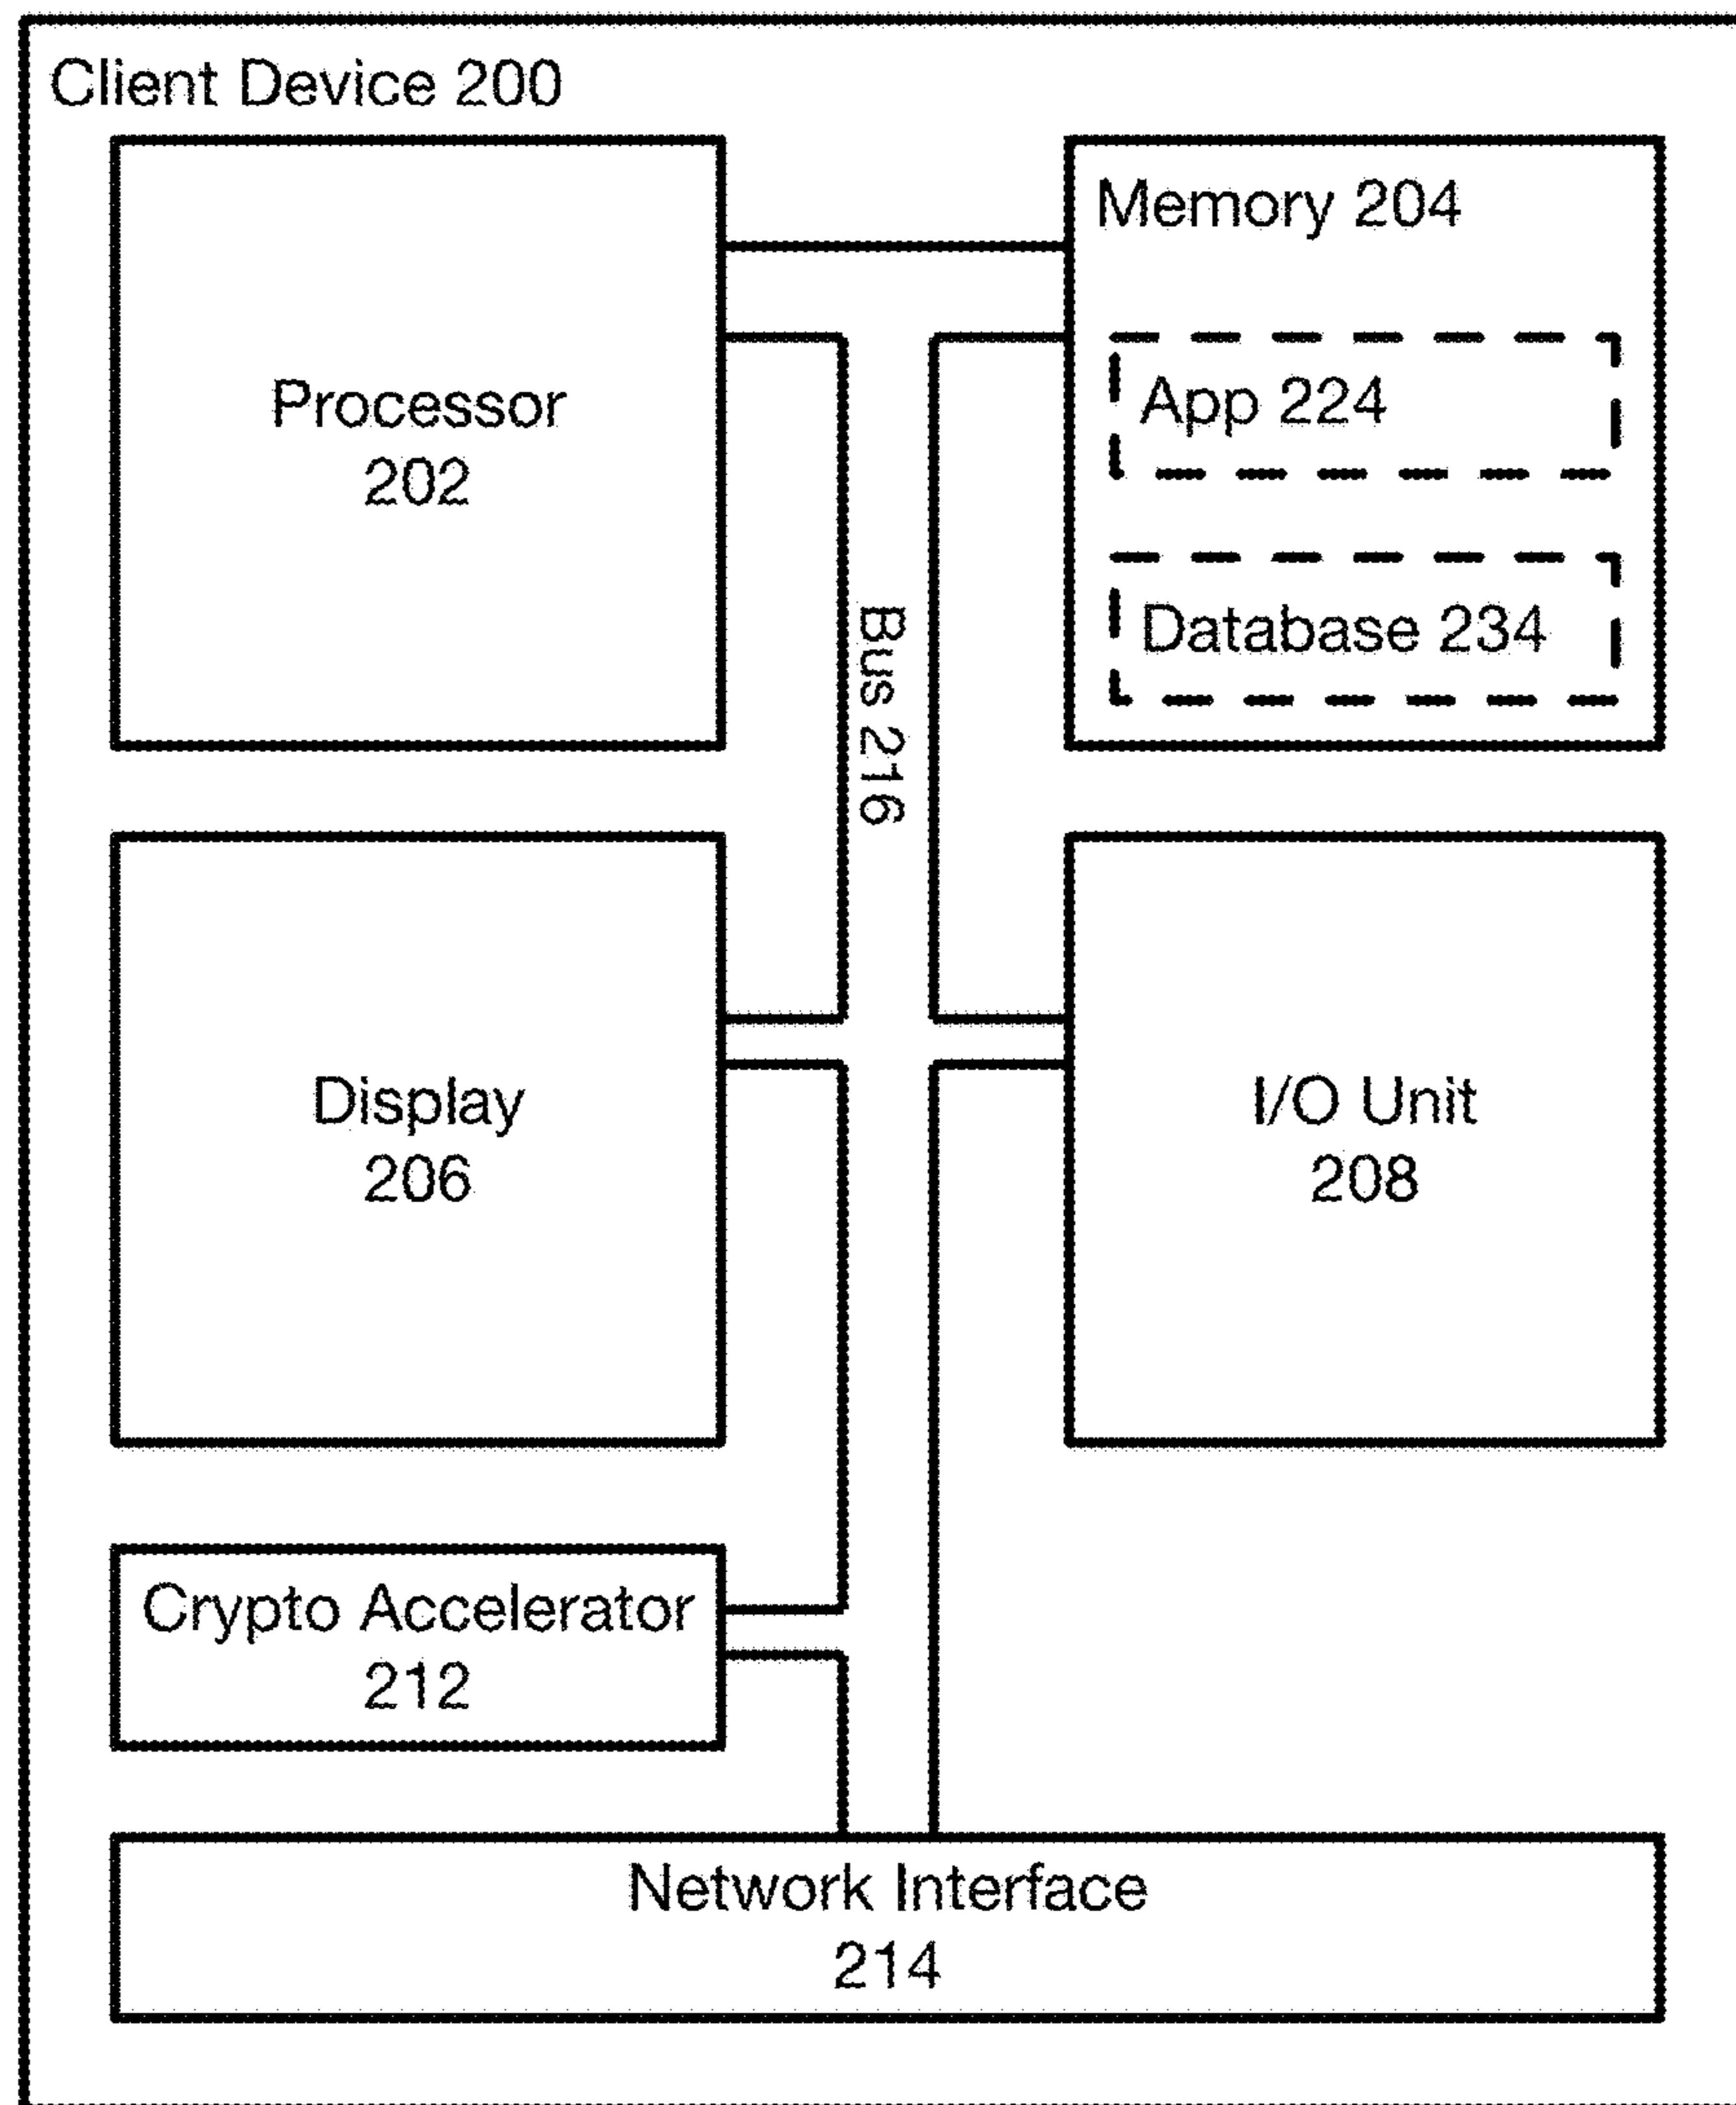 Client Device 200
Processor
202
Memory 204
App 224
Database 234
Bus 216
Display
206
I/O Unit
208
Crypto Accelerator
212
Network Interface
214